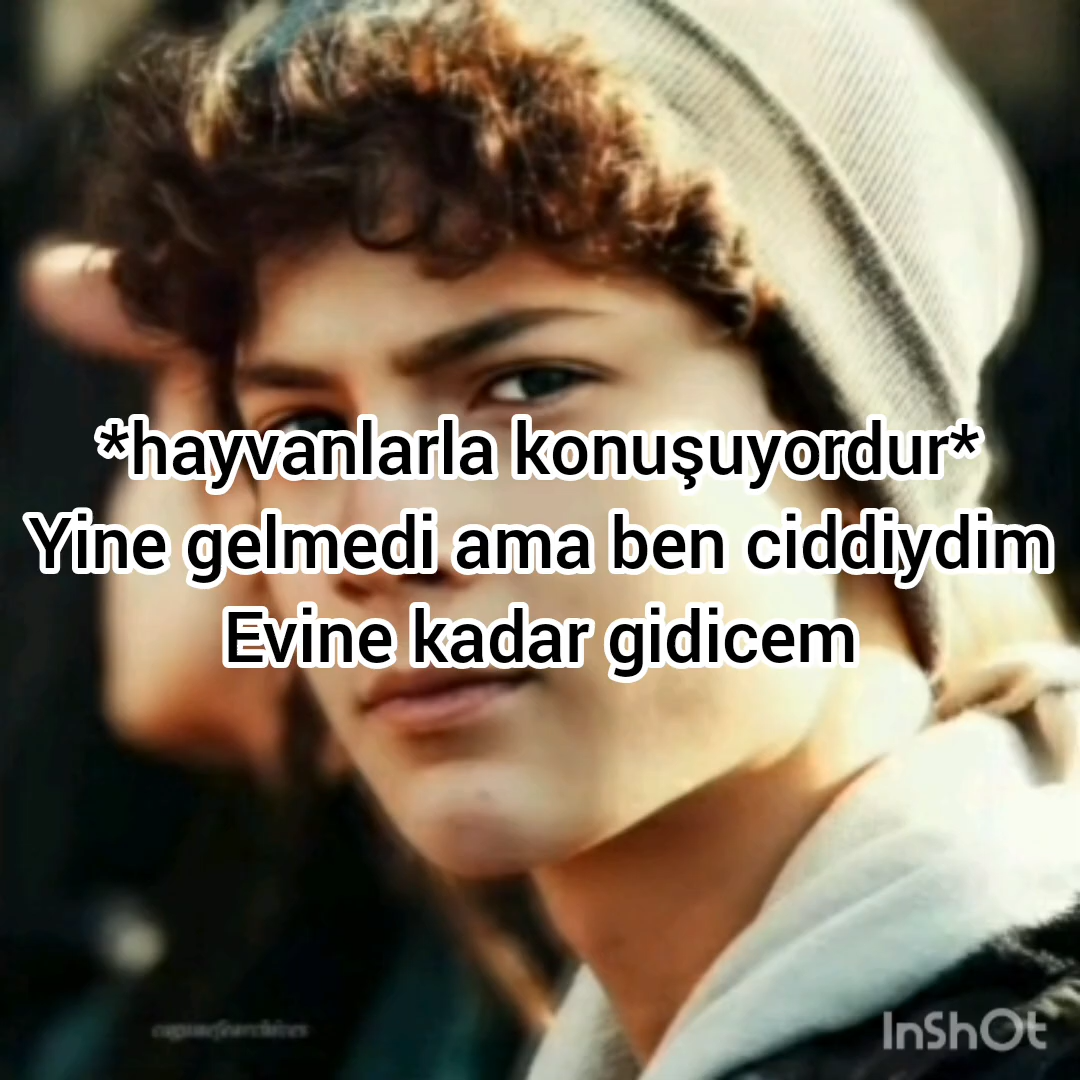 *hayvanlarla konuşuyordur*
Yine gelmedi ama ben ciddiydim
Evine kadar gidicem
InShOt